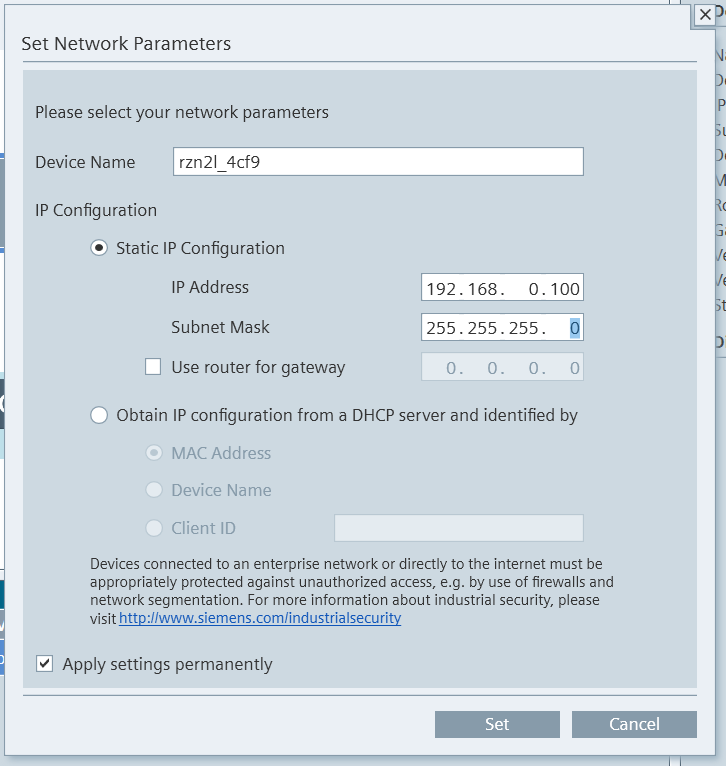 Set Network Parameters
Please select your network parameters
Device Name rzn2l_4cf9
IP Configuration
Static IP Configuration
IP Address 192.168. 0.100
Subnet Mask 255.255.255. 0
Use router for gateway 0. 0. 0. 0
Obtain IP configuration from a DHCP server and identified by
MAC Address
Device Name
Client ID
Devices connected to an enterprise network or directly to the internet must be
appropriately protected against unauthorized access, e.g. by use of firewalls and
network segmentation. For more information about industrial security, please
visit http://www.siemens.com/industrialsecurity
Apply settings permanently
Set Cancel